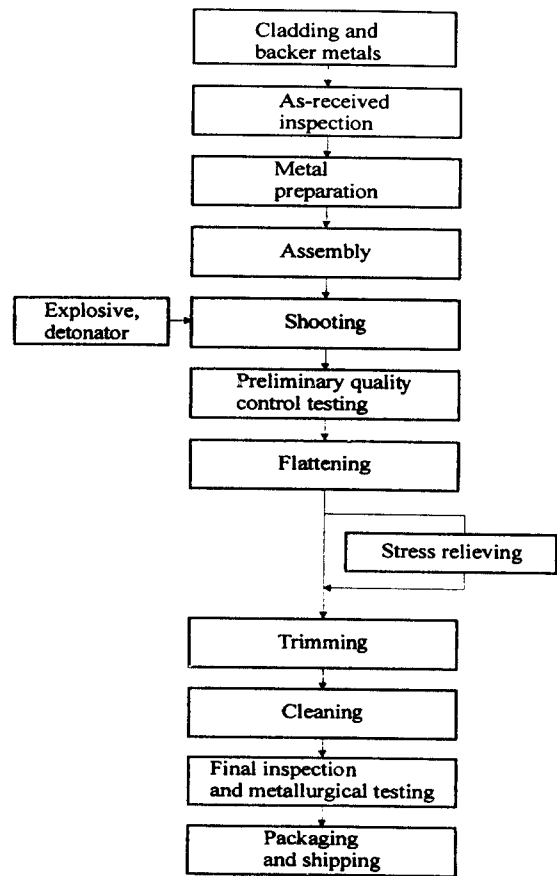 Cladding and
backer metals
As-received
inspection
Metal
preparation
Assembly
Explosive,
detonator
Shooting
Preliminary quality
control testing
Flattening
Stress relieving
Trimming
Cleaning
Final inspection
and metallurgical testing
Packaging
and shipping